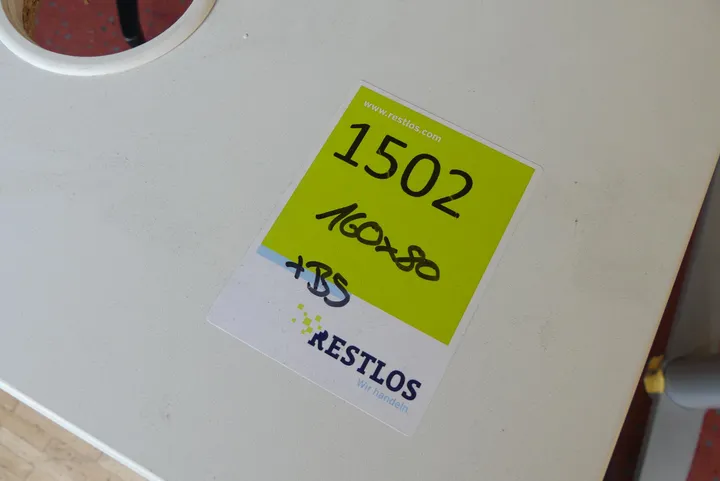 www.restlos.com
1502
160x80
+BS
RESTLOS
Wir handeln.